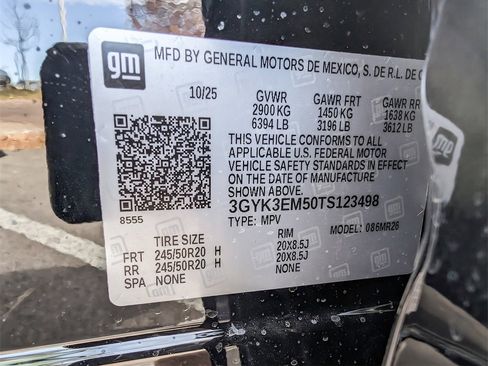 gm
MFD BY GENERAL MOTORS DE MEXICO, S. DE R.L. DE C
10/25 GVWR GAWR FRT GAWR RR
2900 KG 1450 KG 1638 KG
6394 LB 3196 LB 3612 LB
THIS VEHICLE CONFORMS TO ALL
APPLICABLE U.S. FEDERAL MOTOR
VEHICLE SAFETY STANDARDS IN EFFECT
ON THE DATE OF MANUFACTURE
SHOWN ABOVE.
8555 3GYK3EM50TS123498
TYPE: MPV MODEL: 086MR26
TIRE SIZE RIM
FRT 245/50R20 H 20X8.5J
RR 245/50R20 H 20X8.5J
SPA NONE NONE